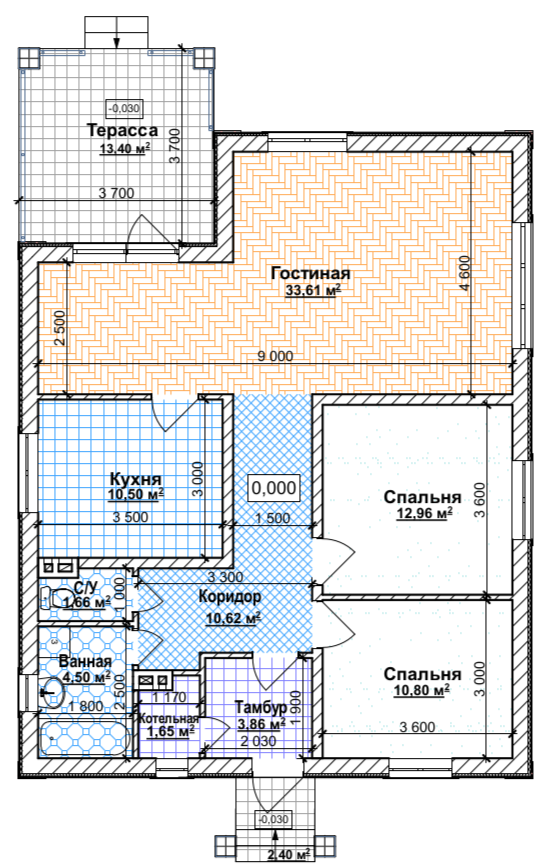 -0,030
Терасса
13.40 м²
3 700
3 700
Гостиная
33,61 м²
4 600
2 500
9 000
Кухня
10,50 м²
3 000
3 500
0,000
1 500
Спальня
12,96 м²
3 600
С/У
1,66 м²
1 000
3 300
Коридор
10,62 м²
Ванная
4,50 м²
1 800
2 500
1 170
Котельная
1,65 м²
Тамбур
3,86 м²
2 030
1 900
Спальня
10,80 м²
3 000
3 600
-0,030
2,40 м²